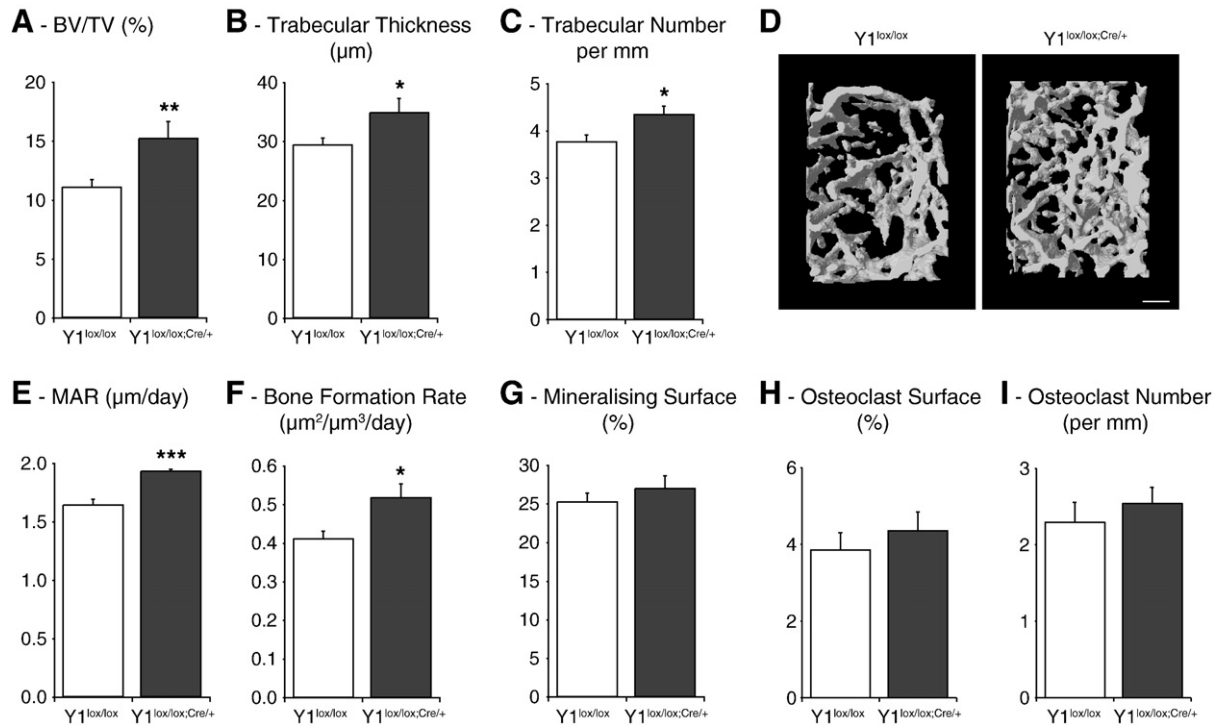 A - BV/TV (%)
20
15
10
5
0
**
Y1lox/lox
Y1lox/lox;Cre/+
B - Trabecular Thickness
(μm)
40
30
20
10
0
*
Y1lox/lox
Y1lox/lox;Cre/+
C - Trabecular Number
per mm
5
4
3
2
1
0
*
Y1lox/lox
Y1lox/lox;Cre/+
D
Y1lox/lox
Y1lox/lox;Cre/+
E - MAR (μm/day)
2.0
1.5
1.0
0.5
0.0
***
Y1lox/lox
Y1lox/lox;Cre/+
F - Bone Formation Rate
(μm²/μm³/day)
0.6
0.5
0.4
0.3
0.2
0.1
0.0
*
Y1lox/lox
Y1lox/lox;Cre/+
G - Mineralising Surface
(%)
30
25
20
15
10
5
0
Y1lox/lox
Y1lox/lox;Cre/+
H - Osteoclast Surface
(%)
6
4
2
0
Y1lox/lox
Y1lox/lox;Cre/+
I - Osteoclast Number
(per mm)
3
2
1
0
Y1lox/lox
Y1lox/lox;Cre/+